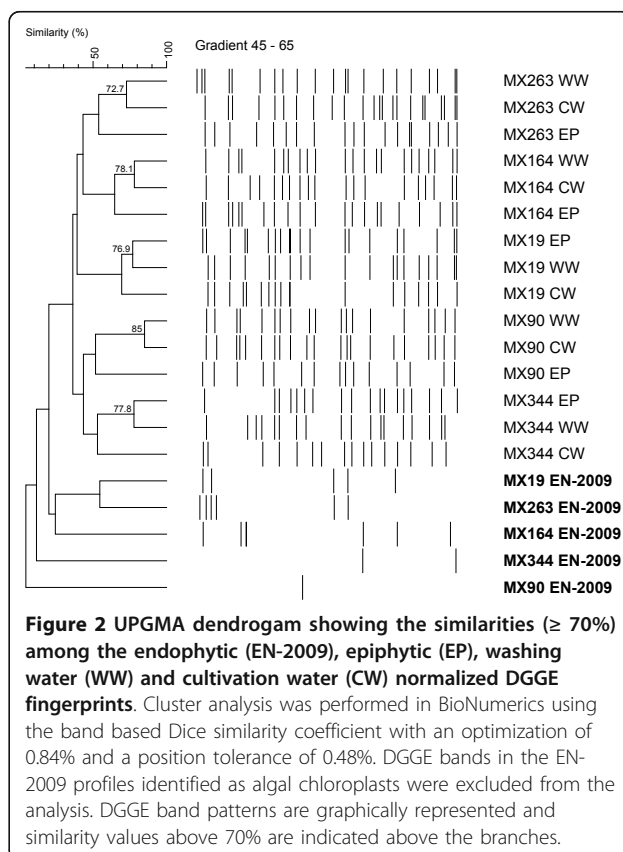 Similarity (%)
Gradient 45 - 65
50
100
MX263 WW
72.7
MX263 CW
MX263 EP
MX164 WW
78.1
MX164 CW
MX164 EP
MX19 EP
76.9
MX19 WW
MX19 CW
MX90 WW
85
MX90 CW
MX90 EP
MX344 EP
77.8
MX344 WW
MX344 CW
MX19 EN-2009
MX263 EN-2009
MX164 EN-2009
MX344 EN-2009
MX90 EN-2009
Figure 2 UPGMA dendrogam showing the similarities (≥ 70%)
among the endophytic (EN-2009), epiphytic (EP), washing
water (WW) and cultivation water (CW) normalized DGGE
fingerprints. Cluster analysis was performed in BioNumerics using
the band based Dice similarity coefficient with an optimization of
0.84% and a position tolerance of 0.48%. DGGE bands in the EN-
2009 profiles identified as algal chloroplasts were excluded from the
analysis. DGGE band patterns are graphically represented and
similarity values above 70% are indicated above the branches.